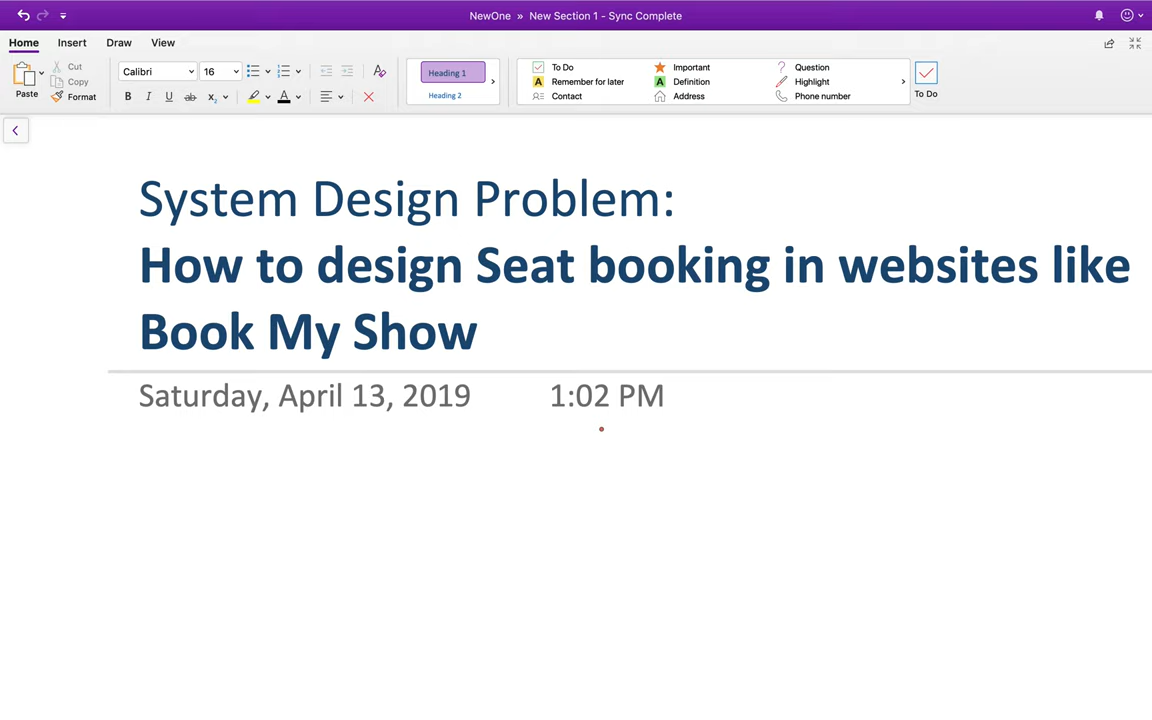 NewOne » New Section 1 - Sync Complete
Home Insert Draw View
Paste Cut Copy Format
Calibri 16
B I U ab x₂ A
Heading 1
Heading 2
To Do Important Question
Remember for later Definition Highlight
Contact Address Phone number
To Do
System Design Problem:
How to design Seat booking in websites like
Book My Show
Saturday, April 13, 2019 1:02 PM